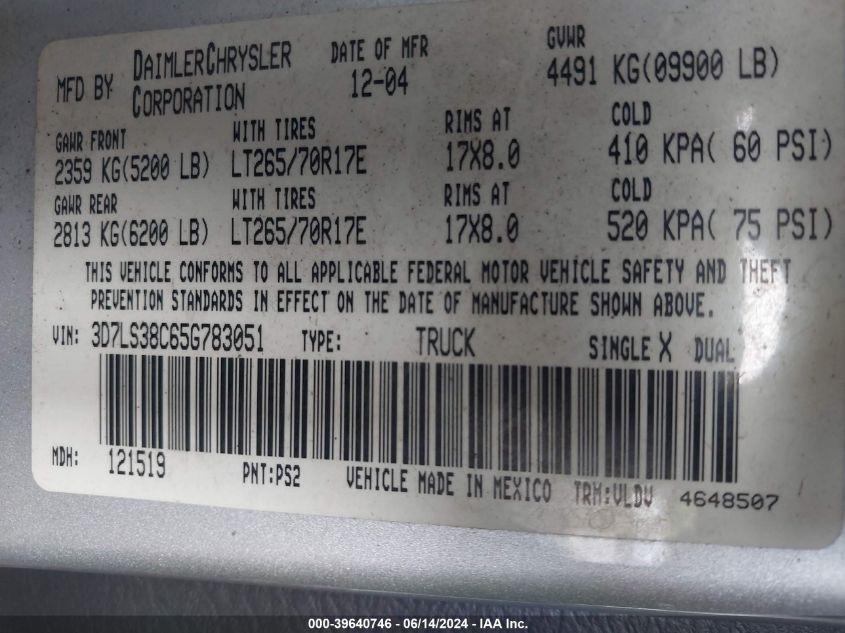 MFD BY DAIMLERCHRYSLER CORPORATION DATE OF MFR 12-04 GVWR 4491 KG(09900 LB)
GAWR FRONT WITH TIRES RIMS AT COLD
2359 KG(5200 LB) LT265/70R17E 17X8.0 410 KPA( 60 PSI)
GAWR REAR WITH TIRES RIMS AT COLD
2813 KG(6200 LB) LT265/70R17E 17X8.0 520 KPA( 75 PSI)
THIS VEHICLE CONFORMS TO ALL APPLICABLE FEDERAL MOTOR VEHICLE SAFETY AND THEFT
PREVENTION STANDARDS IN EFFECT ON THE DATE OF MANUFACTURE SHOWN ABOVE.
VIN: 3D7LS38C65G783051 TYPE: TRUCK SINGLE X DUAL
MDH: 121519 PNT:PS2 VEHICLE MADE IN MEXICO TRM:VLDV 4648507
000-39640746 - 06/14/2024 - IAA Inc.